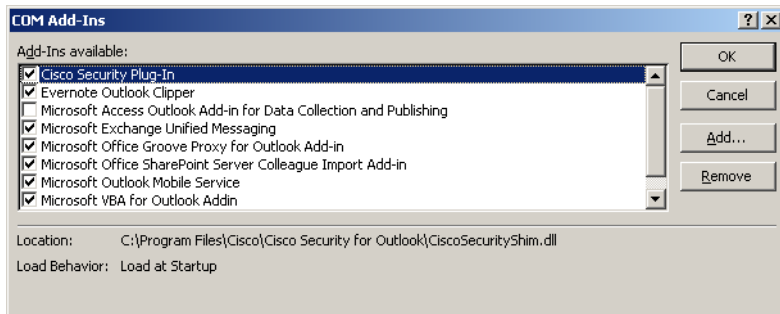 COM Add-Ins
Add-Ins available:
Cisco Security Plug-In
Evernote Outlook Clipper
Microsoft Access Outlook Add-in for Data Collection and Publishing
Microsoft Exchange Unified Messaging
Microsoft Office Groove Proxy for Outlook Add-in
Microsoft Office SharePoint Server Colleague Import Add-in
Microsoft Outlook Mobile Service
Microsoft VBA for Outlook Addin
OK
Cancel
Add...
Remove
Location: C:\Program Files\Cisco\Cisco Security for Outlook\CiscoSecurityShim.dll
Load Behavior: Load at Startup